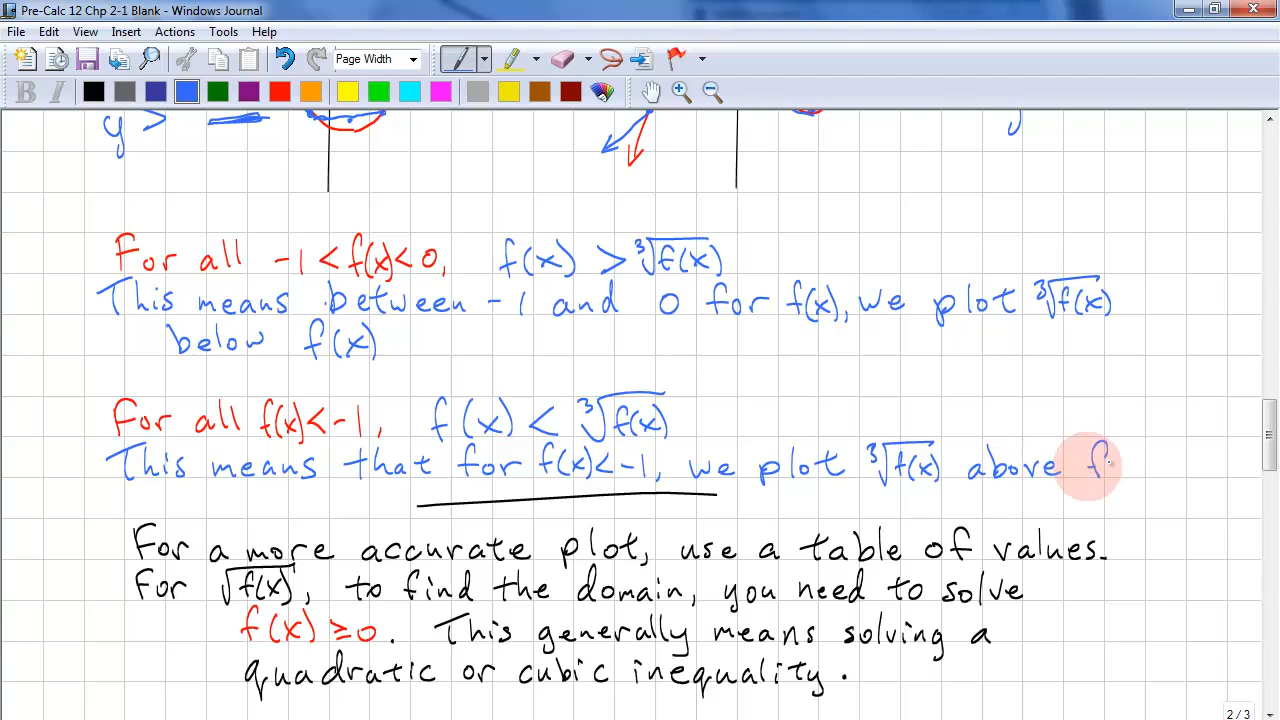 Pre-Calc 12 Chp 2-1 Blank - Windows Journal
File Edit View Insert Actions Tools Help
Page Width
B I
y >
For all -1 < f(x) < 0, f(x) > ∛f(x)
This means between -1 and 0 for f(x), we plot ∛f(x)
below f(x)
For all f(x) < -1, f(x) < ∛f(x)
This means that for f(x) < -1, we plot ∛f(x) above f
For a more accurate plot, use a table of values.
For √f(x), to find the domain, you need to solve
f(x) ≥ 0. This generally means solving a
quadratic or cubic inequality.
2 / 3